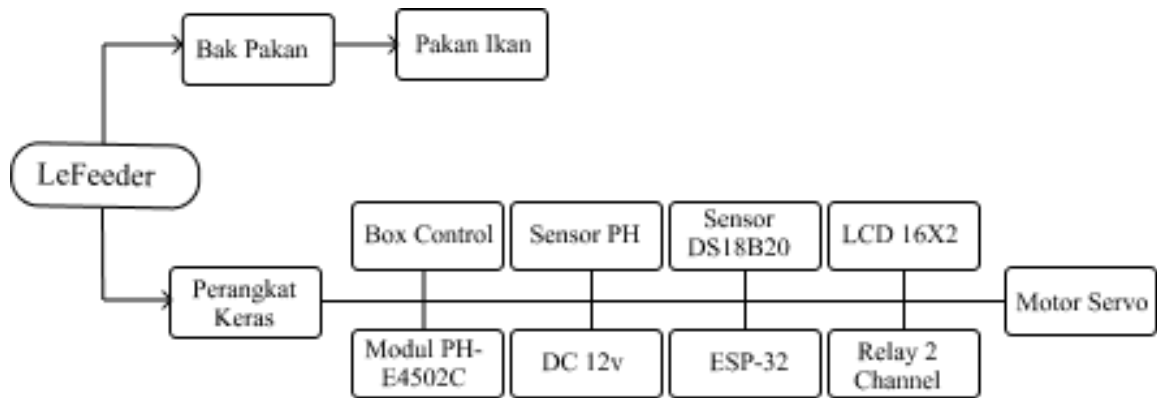 Bak Pakan
Pakan Ikan
LeFeeder
Box Control
Sensor PH
Sensor
DS18B20
LCD 16X2
Perangkat
Keras
Motor Servo
Modul PH-
E4502C
DC 12v
ESP-32
Relay 2
Channel